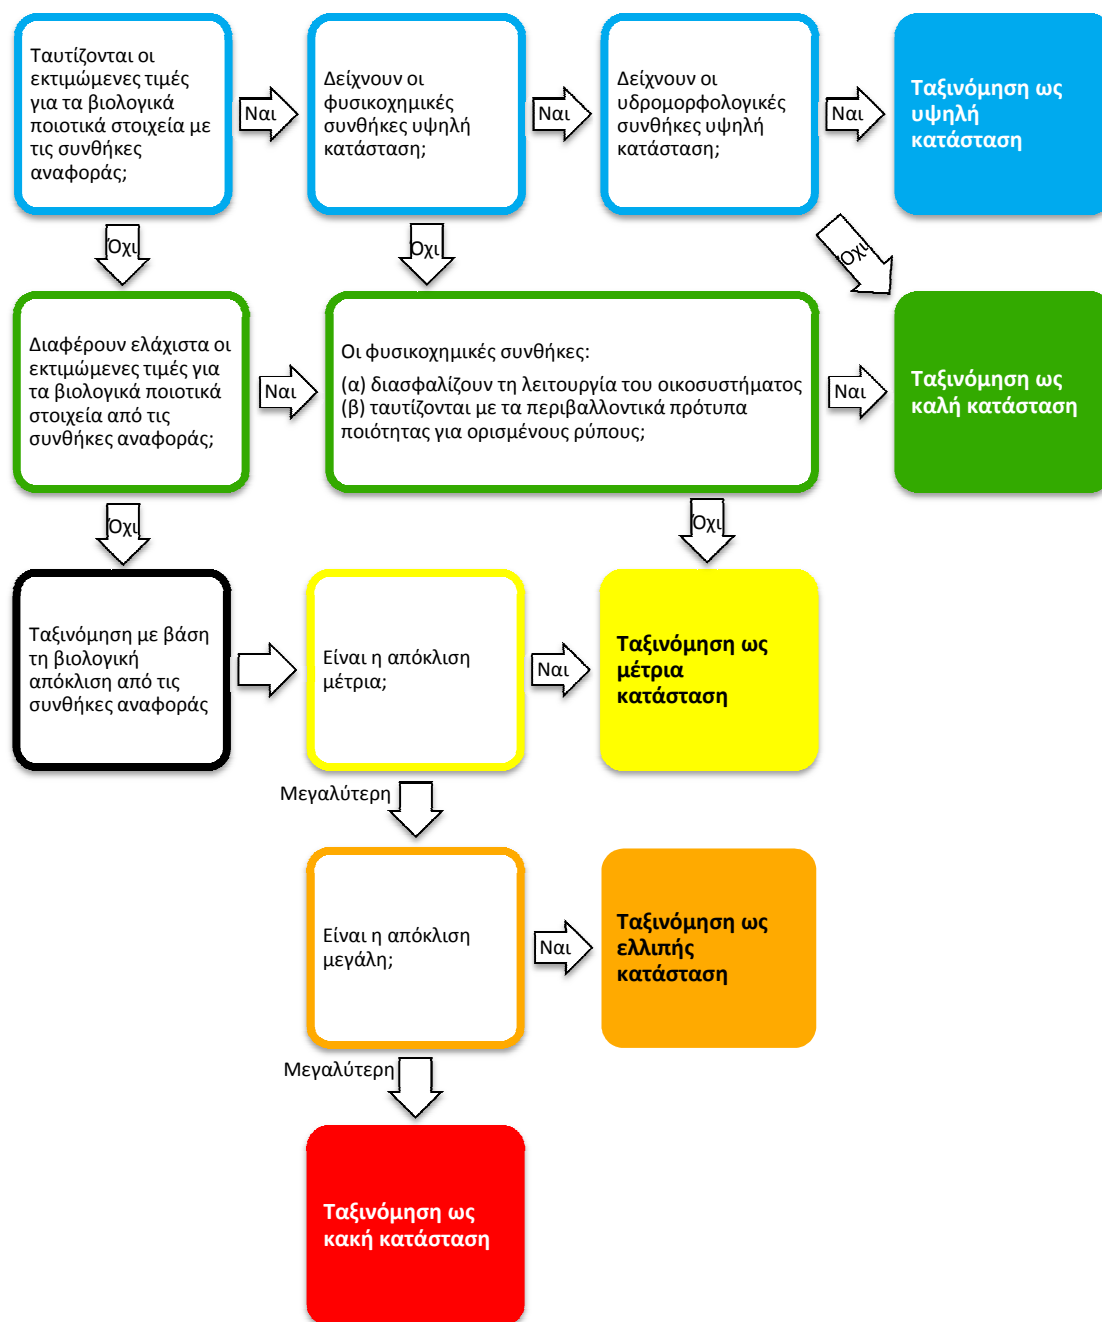 Ταυτίζονται οι
εκτιμώμενες τιμές
για τα βιολογικά
ποιοτικά στοιχεία με
τις συνθήκες
αναφοράς;
Ναι
Δείχνουν οι
φυσικοχημικές
συνθήκες υψηλή
κατάσταση;
Ναι
Δείχνουν οι
υδρομορφολογικές
συνθήκες υψηλή
κατάσταση;
Ναι
Ταξινόμηση ως
υψηλή
κατάσταση
Όχι
Όχι
Όχι
Διαφέρουν ελάχιστα οι
εκτιμώμενες τιμές για
τα βιολογικά ποιοτικά
στοιχεία από τις
συνθήκες αναφοράς;
Ναι
Οι φυσικοχημικές συνθήκες:
(α) διασφαλίζουν τη λειτουργία του οικοσυστήματος
(β) ταυτίζονται με τα περιβαλλοντικά πρότυπα
ποιότητας για ορισμένους ρύπους;
Ναι
Ταξινόμηση ως
καλή κατάσταση
Όχι
Όχι
Ταξινόμηση με βάση
τη βιολογική
απόκλιση από τις
συνθήκες αναφοράς
Είναι η απόκλιση
μέτρια;
Ναι
Ταξινόμηση ως
μέτρια
κατάσταση
Μεγαλύτερη
Είναι η απόκλιση
μεγάλη;
Ναι
Ταξινόμηση ως
ελλιπής
κατάσταση
Μεγαλύτερη
Ταξινόμηση ως
κακή κατάσταση